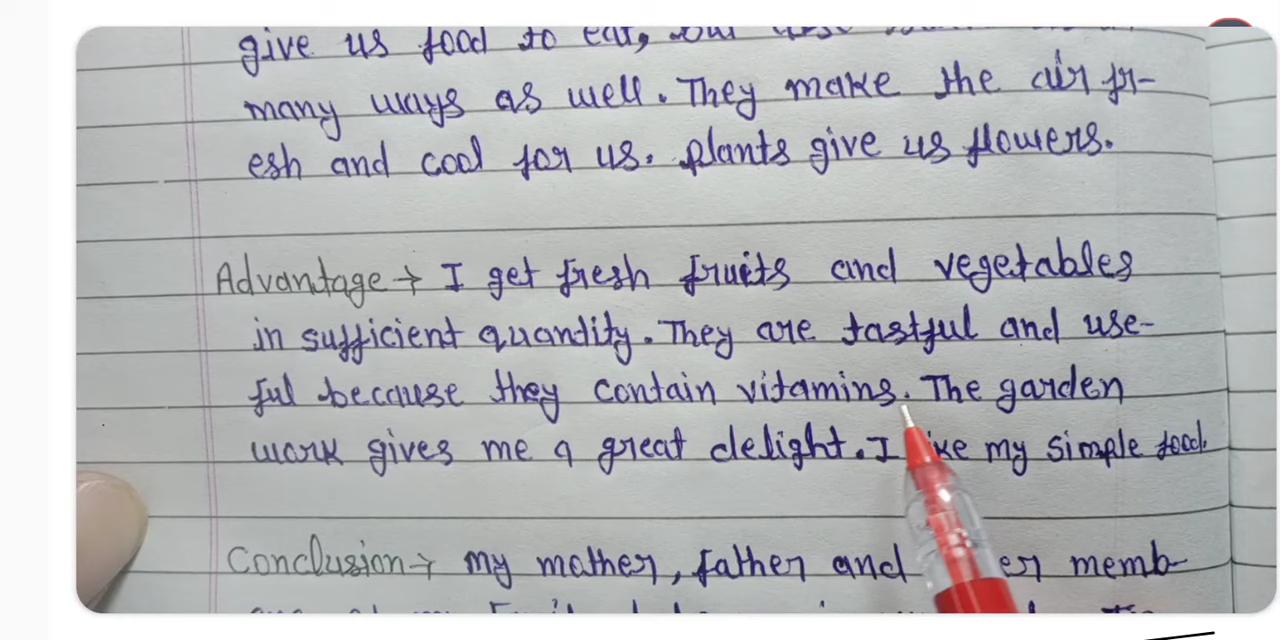 give us food to eat, but
many ways as well. They make the air fr-
esh and cool for us. plants give us flowers.
Advantage → I get fresh fruits and vegetables
in sufficient quantity. They are tastful and use-
ful because they contain vitamins. The garden
work gives me a great delight. I my simple food.
Conclusion → my mother, father and memb-